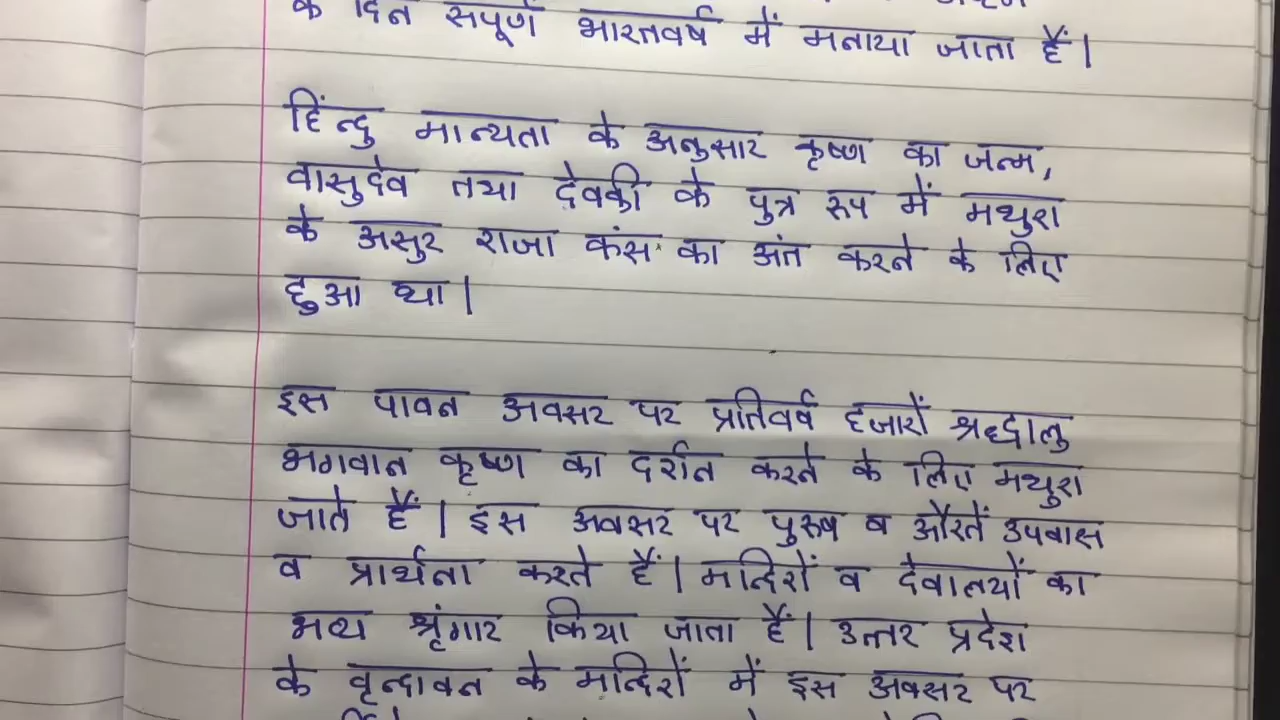 के दिन संपूर्ण भारतवर्ष में मनाया जाता हैं।
हिंन्दु मान्यता के अनुसार कृष्ण का जन्म,
वासुदेव तथा देवकी के पुत्र रूप में मथुरा
के असुर राजा कंस का अंत करने के लिए
हुआ था।
इस पावन अवसर पर प्रतिवर्ष हजारों श्रद्धालु
भगवान कृष्ण का दर्शन करने के लिए मथुरा
जाते हैं। इस अवसर पर पुरुष व औरतें उपवास
व प्रार्थना करते हैं। मन्दिरों व देवालयों का
भव्य श्रृंगार किया जाता हैं। उत्तर प्रदेश
के वृन्दावन के मन्दिरों में इस अवसर पर